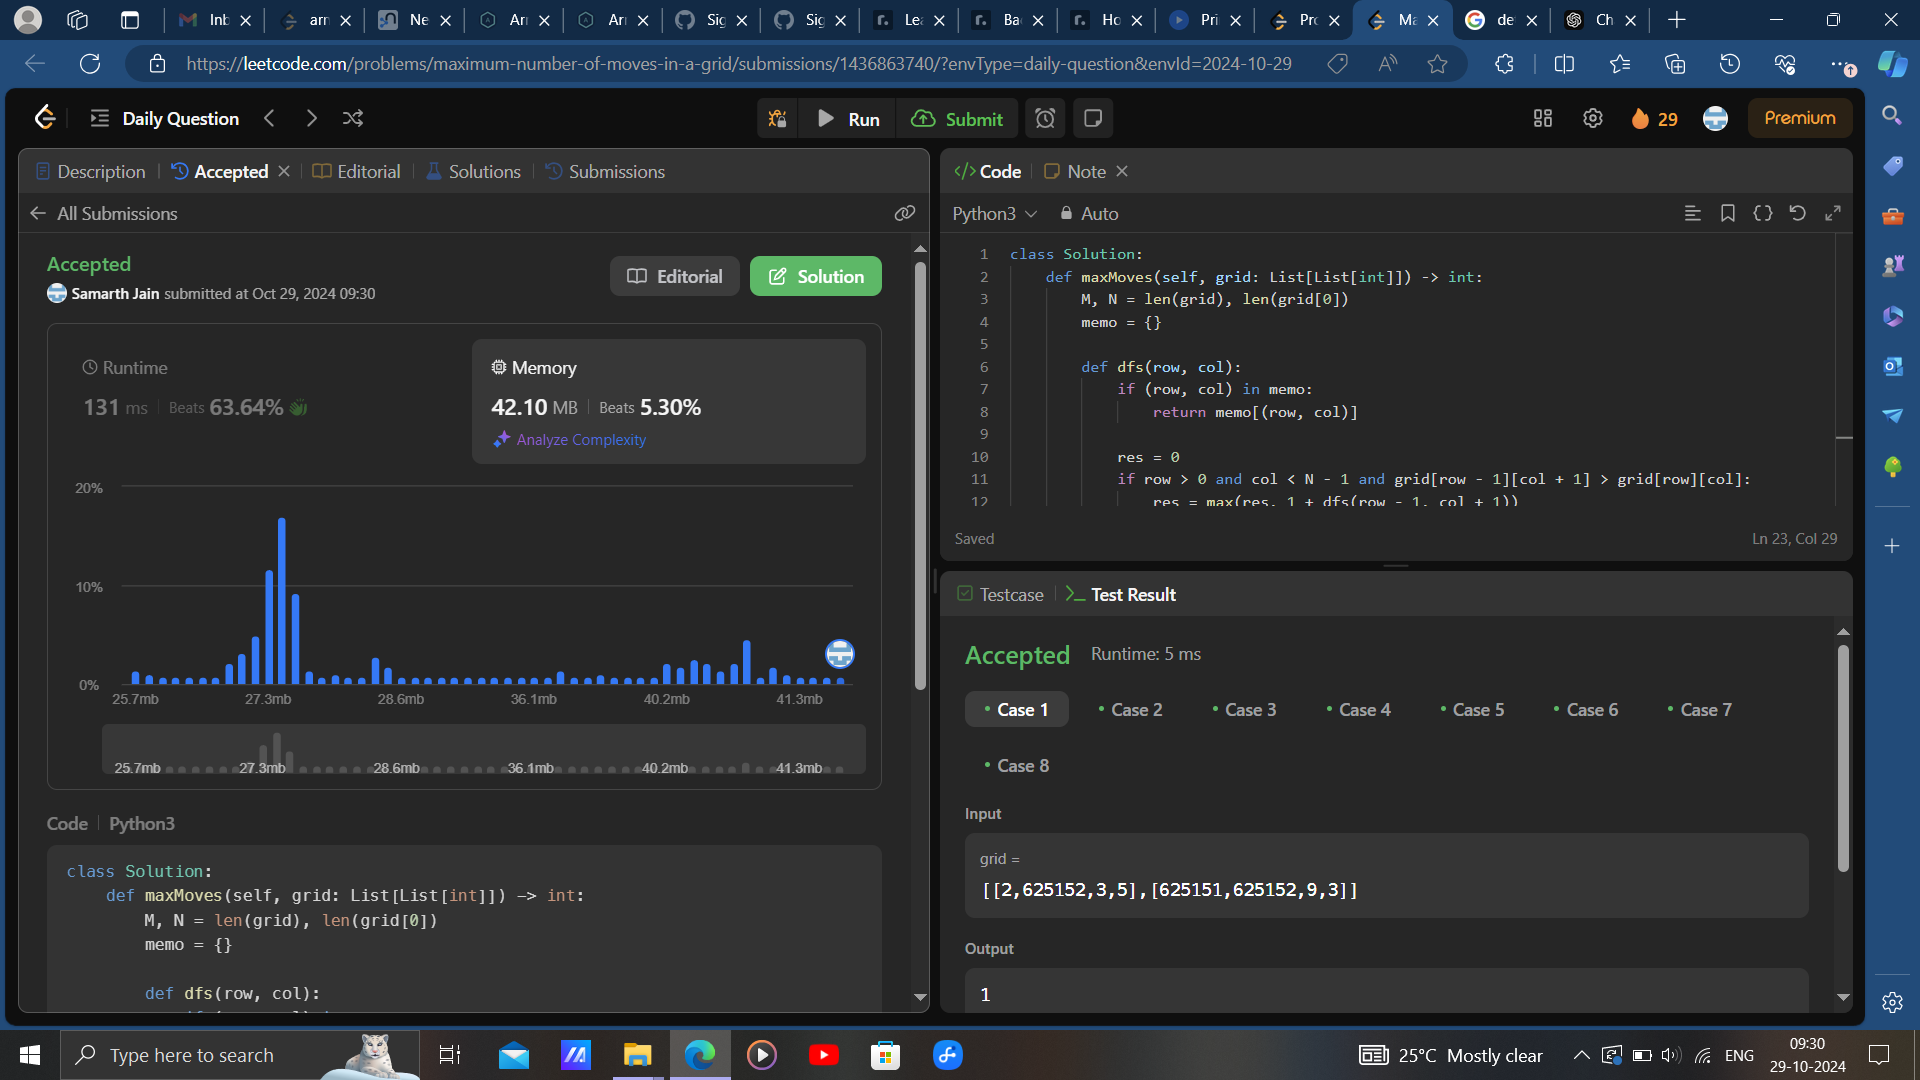 Inb
arn
Ne
Arr
Arr
Sig
Sig
Lea
Ba
Ho
Pri
Pro
Ma
de
Ch
https://leetcode.com/problems/maximum-number-of-moves-in-a-grid/submissions/1436863740/?envType=daily-question&envId=2024-10-29
Daily Question
Run
Submit
29
Premium
Description
Accepted
Editorial
Solutions
Submissions
All Submissions
Accepted
Samarth Jain submitted at Oct 29, 2024 09:30
Editorial
Solution
Runtime
131 ms
Beats 63.64%
Memory
42.10 MB
Beats 5.30%
Analyze Complexity
20%
10%
0%
25.7mb 27.3mb 28.6mb 36.1mb 40.2mb 41.3mb
25.7mb 27.3mb 28.6mb 36.1mb 40.2mb 41.3mb
Code
Python3
class Solution:
def maxMoves(self, grid: List[List[int]]) -> int:
M, N = len(grid), len(grid[0])
memo = {}
def dfs(row, col):
Code
Note
Python3
Auto
1 class Solution:
2 def maxMoves(self, grid: List[List[int]]) -> int:
3 M, N = len(grid), len(grid[0])
4 memo = {}
5
6 def dfs(row, col):
7 if (row, col) in memo:
8 return memo[(row, col)]
9
10 res = 0
11 if row > 0 and col < N - 1 and grid[row - 1][col + 1] > grid[row][col]:
12 res = max(res, 1 + dfs(row - 1, col + 1))
Saved
Ln 23, Col 29
Testcase
Test Result
Accepted
Runtime: 5 ms
Case 1
Case 2
Case 3
Case 4
Case 5
Case 6
Case 7
Case 8
Input
grid =
[[2,625152,3,5],[625151,625152,9,3]]
Output
1
Type here to search
25°C Mostly clear
ENG
09:30
29-10-2024